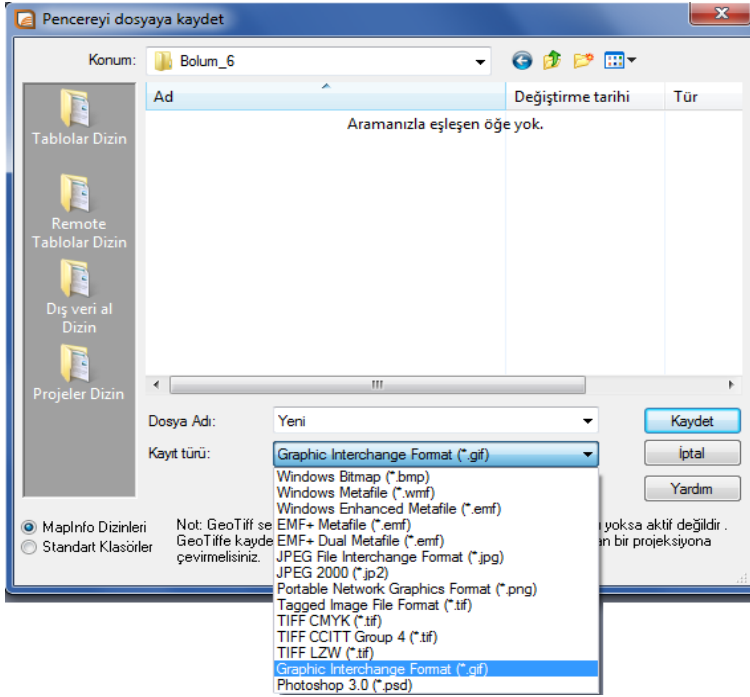 Pencereyi dosyaya kaydet
Konum: Bolum_6
Ad Değiştirme tarihi Tür
Aramanızla eşleşen öğe yok.
Tablolar Dizin
Remote
Tablolar Dizin
Dış veri al
Dizin
Projeler Dizin
Dosya Adı: Yeni Kaydet
Kayıt türü: Graphic Interchange Format (*.gif) İptal
Yardım
Windows Bitmap (*.bmp)
Windows Metafile (*.wmf)
Windows Enhanced Metafile (*.emf)
EMF+ Metafile (*.emf)
EMF+ Dual Metafile (*.emf)
JPEG File Interchange Format (*.jpg)
JPEG 2000 (*.jp2)
Portable Network Graphics Format (*.png)
Tagged Image File Format (*.tif)
TIFF CMYK (*.tif)
TIFF CCITT Group 4 (*.tif)
TIFF LZW (*.tif)
Graphic Interchange Format (*.gif)
Photoshop 3.0 (*.psd)
MapInfo Dizinleri
Standart Klasörler
Not: GeoTiff se yoksa aktif değildir .
GeoTiffe kayde an bir projeksiyona
çevirmelisiniz.